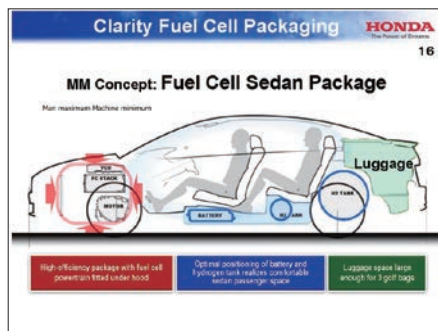 Clarity Fuel Cell Packaging
HONDA
The Power of Dreams
16
MM Concept: Fuel Cell Sedan Package
Man maximum Machine minimum
PCU
FC STACK
MOTOR
BATTERY
H2 TANK
H2 TANK
Luggage
High-efficiency package with fuel cell
powertrain fitted under hood
Optimal positioning of battery and
hydrogen tank realizes comfortable
sedan passenger space
Luggage space large
enough for 3 golf bags